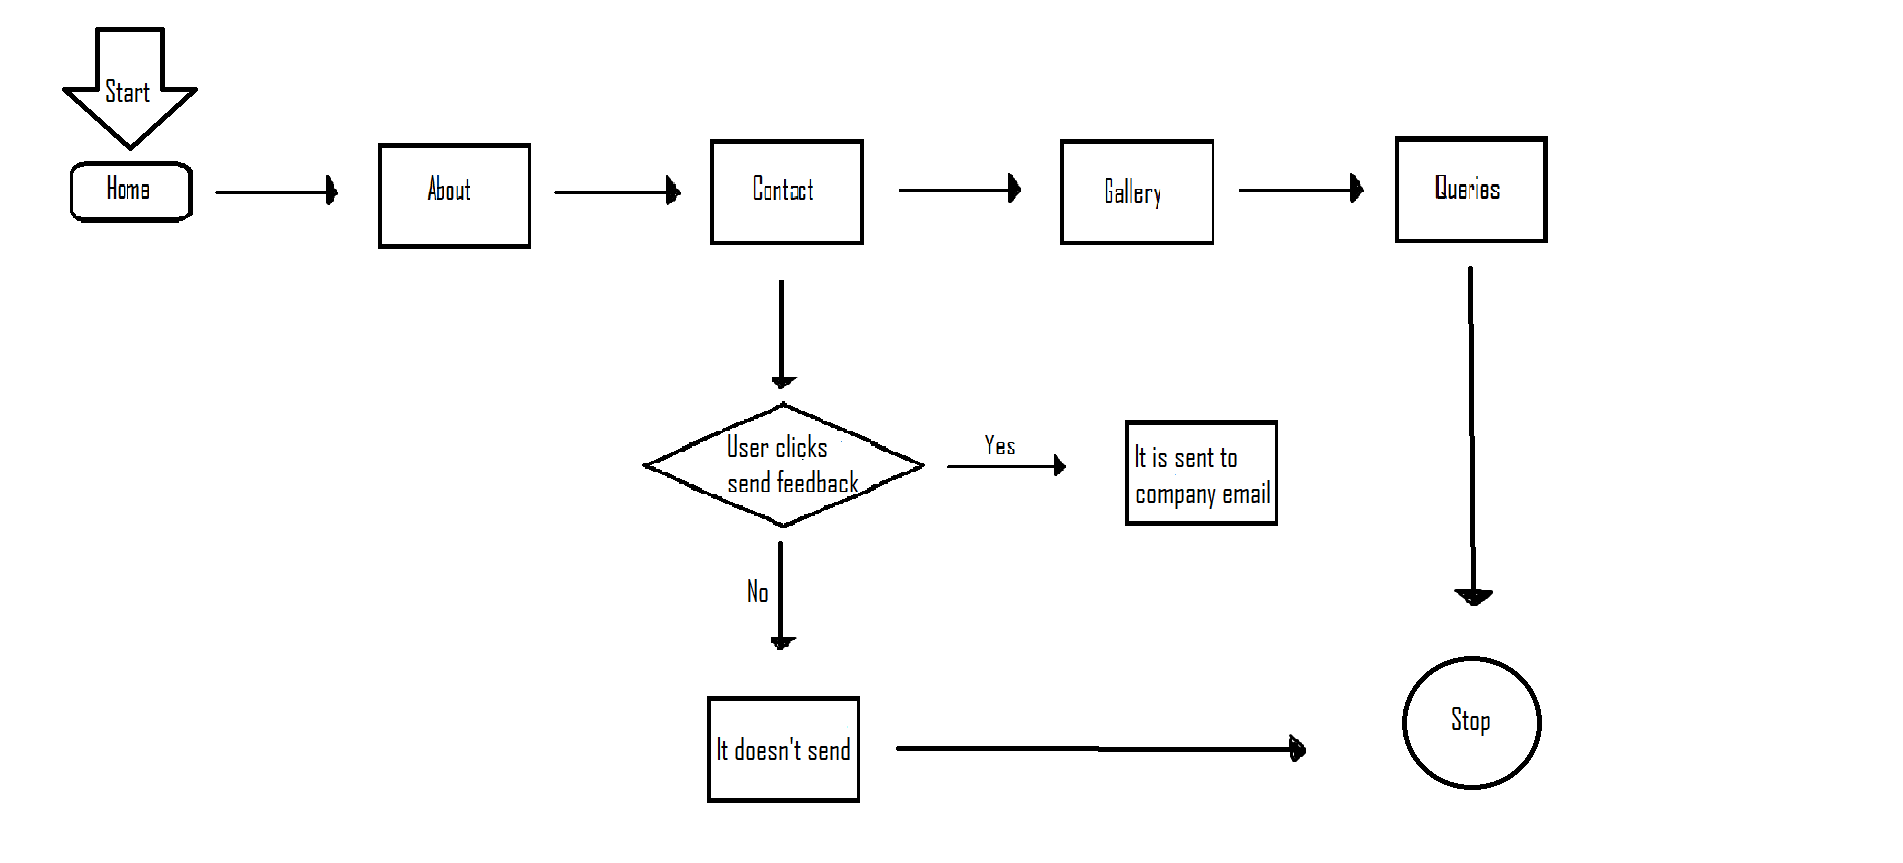 Start
Home
About
Contact
Gallery
Queries
User clicks
send feedback
Yes
It is sent to
company email
No
It doesn't send
Stop